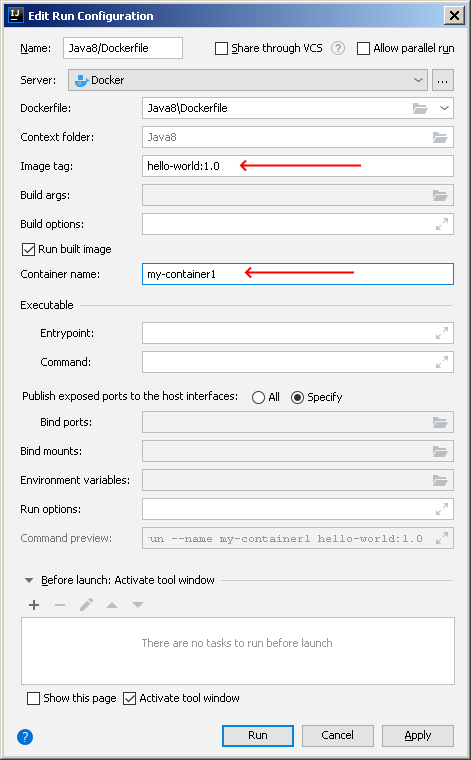 IJ Edit Run Configuration
Name: Java8/Dockerfile Share through VCS ? Allow parallel run
Server: Docker ...
Dockerfile: Java8\Dockerfile
Context folder: Java8
Image tag: hello-world:1.0
Build args:
Build options:
Run built image
Container name: my-container1
Executable
Entrypoint:
Command:
Publish exposed ports to the host interfaces: All Specify
Bind ports:
Bind mounts:
Environment variables:
Run options:
Command preview: run --name my-container1 hello-world:1.0
Before launch: Activate tool window
There are no tasks to run before launch
Show this page Activate tool window
? Run Cancel Apply